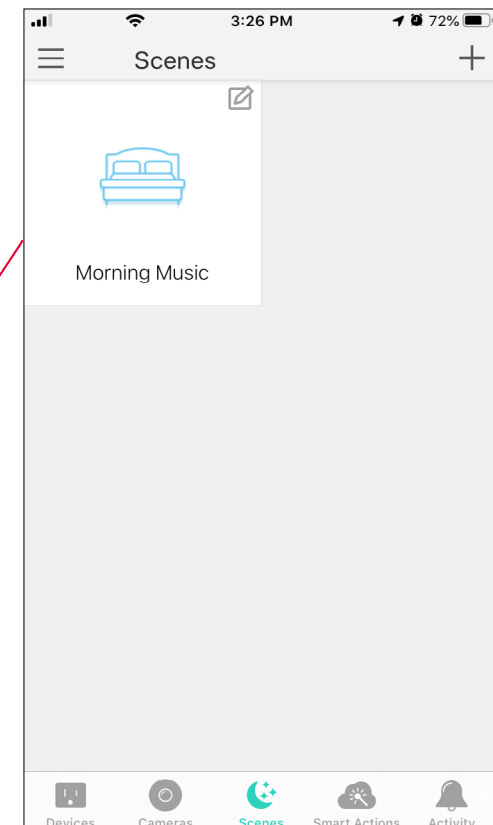 3:26 PM
72%
Scenes
Morning Music
Devices
Cameras
Scenes
Smart Actions
Activity